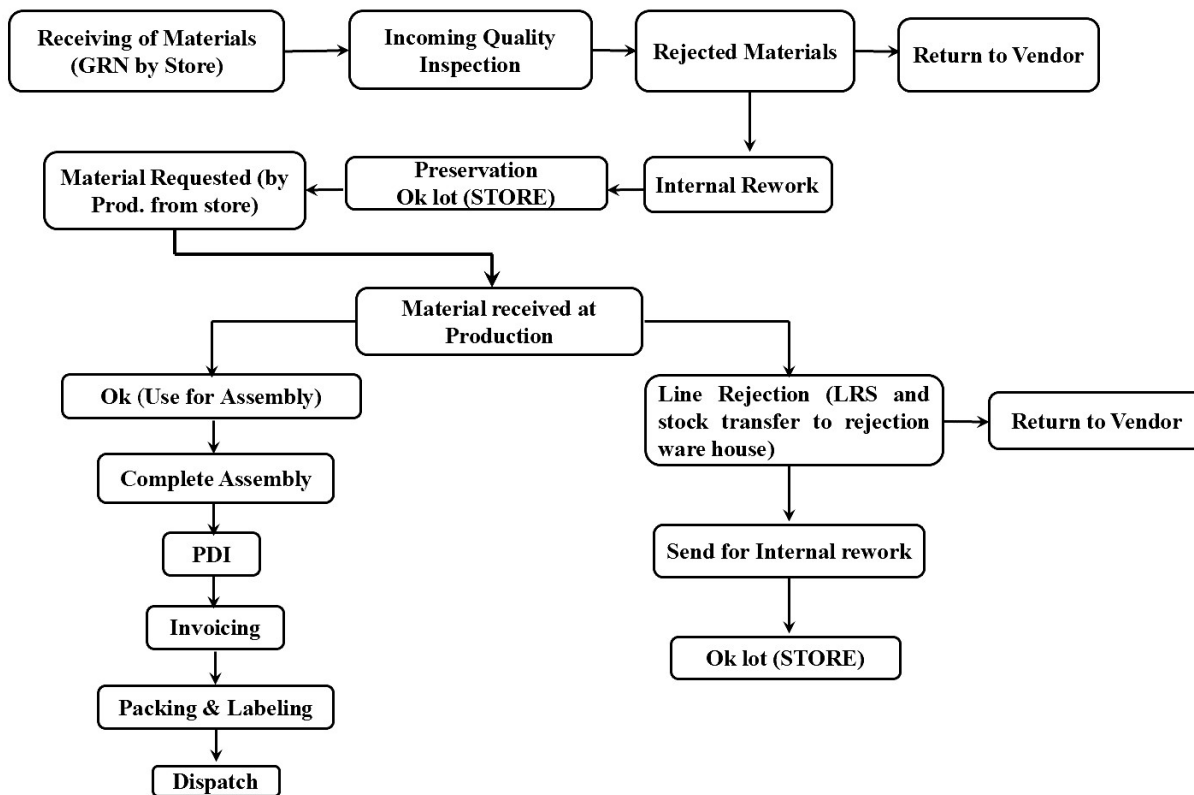 Receiving of Materials
(GRN by Store)
Incoming Quality
Inspection
Rejected Materials
Return to Vendor
Material Requested (by
Prod. from store)
Preservation
Ok lot (STORE)
Internal Rework
Material received at
Production
Ok (Use for Assembly)
Line Rejection (LRS and
stock transfer to rejection
ware house)
Return to Vendor
Complete Assembly
PDI
Send for Internal rework
Invoicing
Ok lot (STORE)
Packing & Labeling
Dispatch